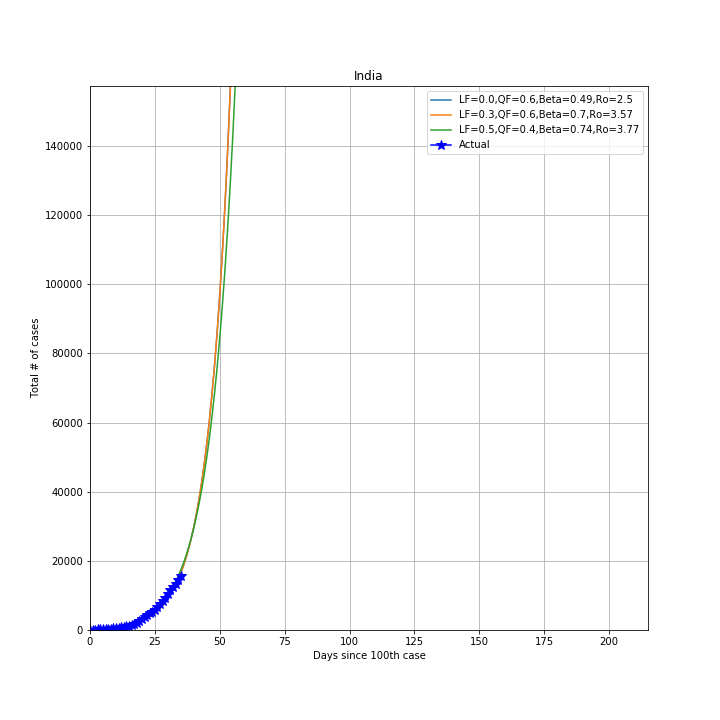 India
LF=0.0,QF=0.6,Beta=0.49,Ro=2.5
LF=0.3,QF=0.6,Beta=0.7,Ro=3.57
LF=0.5,QF=0.4,Beta=0.74,Ro=3.77
Actual
Total # of cases
140000
120000
100000
80000
60000
40000
20000
0
0 25 50 75 100 125 150 175 200
Days since 100th case